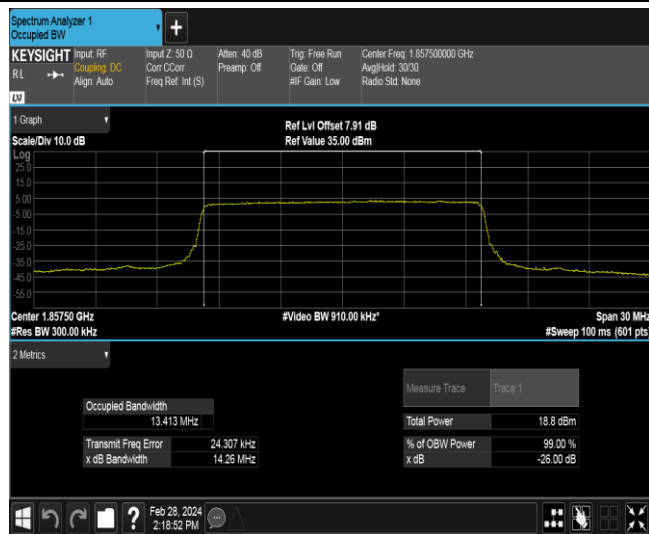 Spectrum Analyzer 1
Occupied BW
+
KEYSIGHT
RL
Input: RF
Coupling: DC
Align: Auto
Input Z: 50 Ω
Corr CCorr
Freq Ref: Int (S)
Atten: 40 dB
Preamp: Off
Trig: Free Run
Gate: Off
#IF Gain: Low
Center Freq: 1.857500000 GHz
Avg|Hold: 30/30
Radio Std: None
1 Graph
Scale/Div 10.0 dB
Ref Lvl Offset 7.91 dB
Ref Value 35.00 dBm
Log
25.0
15.0
5.00
-5.00
-15.0
-25.0
-35.0
-45.0
-55.0
Center 1.85750 GHz
#Res BW 300.00 kHz
#Video BW 910.00 kHz*
Span 30 MHz
#Sweep 100 ms (601 pts)
2 Metrics
Measure Trace Trace 1
Occupied Bandwidth
13.413 MHz
Total Power 18.8 dBm
Transmit Freq Error 24.307 kHz
% of OBW Power 99.00 %
x dB Bandwidth 14.26 MHz
x dB -26.00 dB
?
Feb 28, 2024
2:18:52 PM